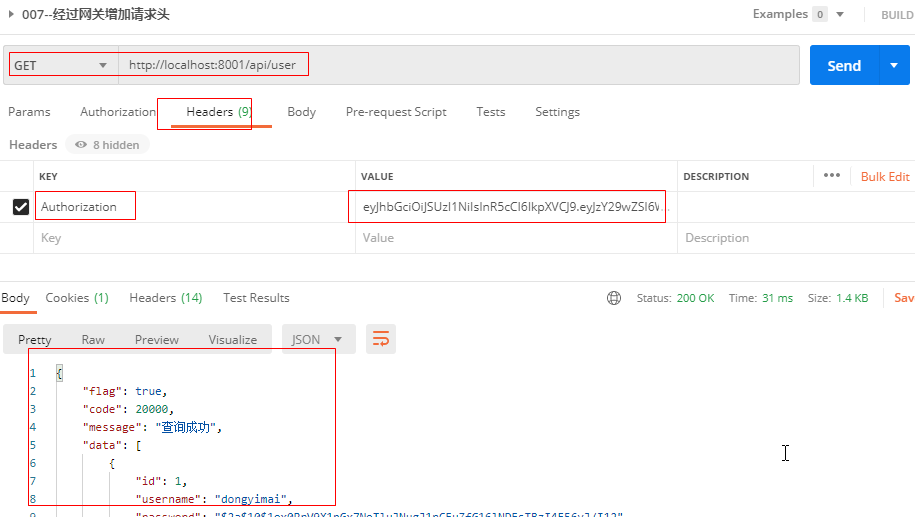 007--经过网关增加请求头
Examples 0
BUILD
GET
http://localhost:8001/api/user
Send
Params Authorization Headers (9) Body Pre-request Script Tests Settings
Headers 8 hidden
KEY VALUE DESCRIPTION ••• Bulk Edit
Authorization
Key Value Description
Body Cookies (1) Headers (14) Test Results Status: 200 OK Time: 31 ms Size: 1.4 KB Sav
Pretty Raw Preview Visualize JSON
1 {
2 "flag": true,
3 "code": 20000,
4 "message": "查询成功",
5 "data": [
6 {
7 "id": 1,
8 "username": "dongyimai",